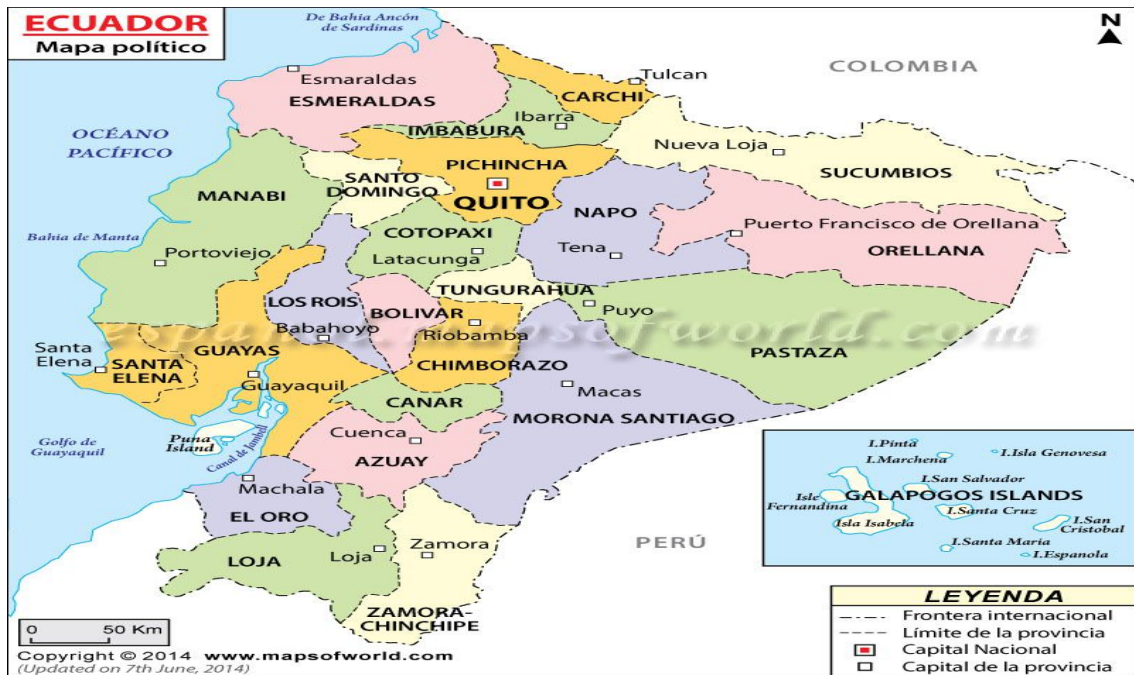 ECUADOR
Mapa político
De Bahia Ancón
de Sardinas
N
COLOMBIA
Esmaraldas
ESMERALDAS
Tulcan
CARCHI
Ibarra
IMBABURA
OCÉANO
PACÍFICO
Nueva Loja
SUCUMBIOS
PICHINCHA
QUITO
SANTO
DOMINGO
MANABI
NAPO
Tena
Puerto Francisco de Orellana
ORELLANA
Bahia de Manta
Portoviejo
COTOPAXI
Latacunga
TUNGURAHUA
LOS ROIS
Babahoyo
BOLIVAR
Riobamba
CHIMBORAZO
Puyo
PASTAZA
espanol.mapsofworld.com
Santa
Elena
SANTA
ELENA
GUAYAS
Guayaquil
CANAR
Macas
MORONA SANTIAGO
Golfo de
Guayaquil
Puna
Island
Canal de Jambelí
Cuenca
AZUAY
Machala
EL ORO
LOJA
Loja
Zamora
ZAMORA-
CHINCHIPE
PERÚ
I.Pinta
I.Marchena
I.Isla Genovesa
I.San Salvador
Isle
Fernandina
GALAPOGOS ISLANDS
I.Santa Cruz
Isla Isabela
I.San
Cristobal
I.Santa Maria
I.Espanola
LEYENDA
Frontera internacional
Límite de la provincia
Capital Nacional
Capital de la provincia
0 50 Km
Copyright © 2014 www.mapsofworld.com
(Updated on 7th June, 2014)